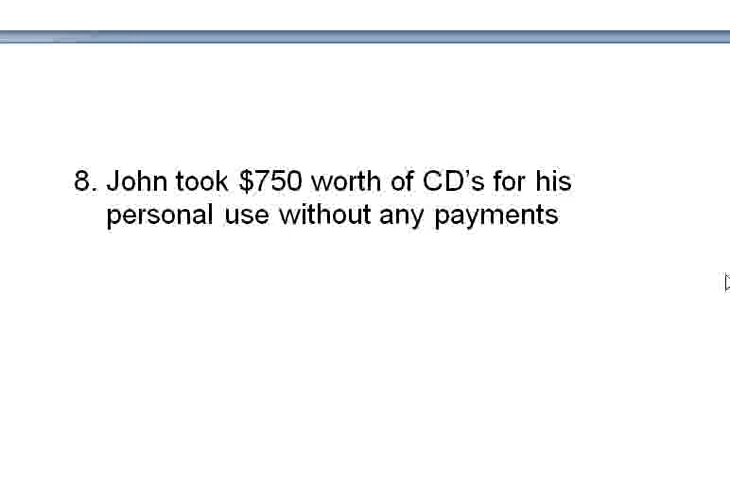 8. John took $750 worth of CD’s for his
personal use without any payments